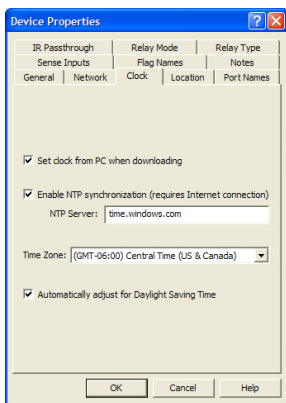 Device Properties
IR Passthrough Relay Mode Relay Type
Sense Inputs Flag Names Notes
General Network Clock Location Port Names
Set clock from PC when downloading
Enable NTP synchronization (requires Internet connection)
NTP Server: time.windows.com
Time Zone: (GMT-06:00) Central Time (US & Canada)
Automatically adjust for Daylight Saving Time
OK Cancel Help